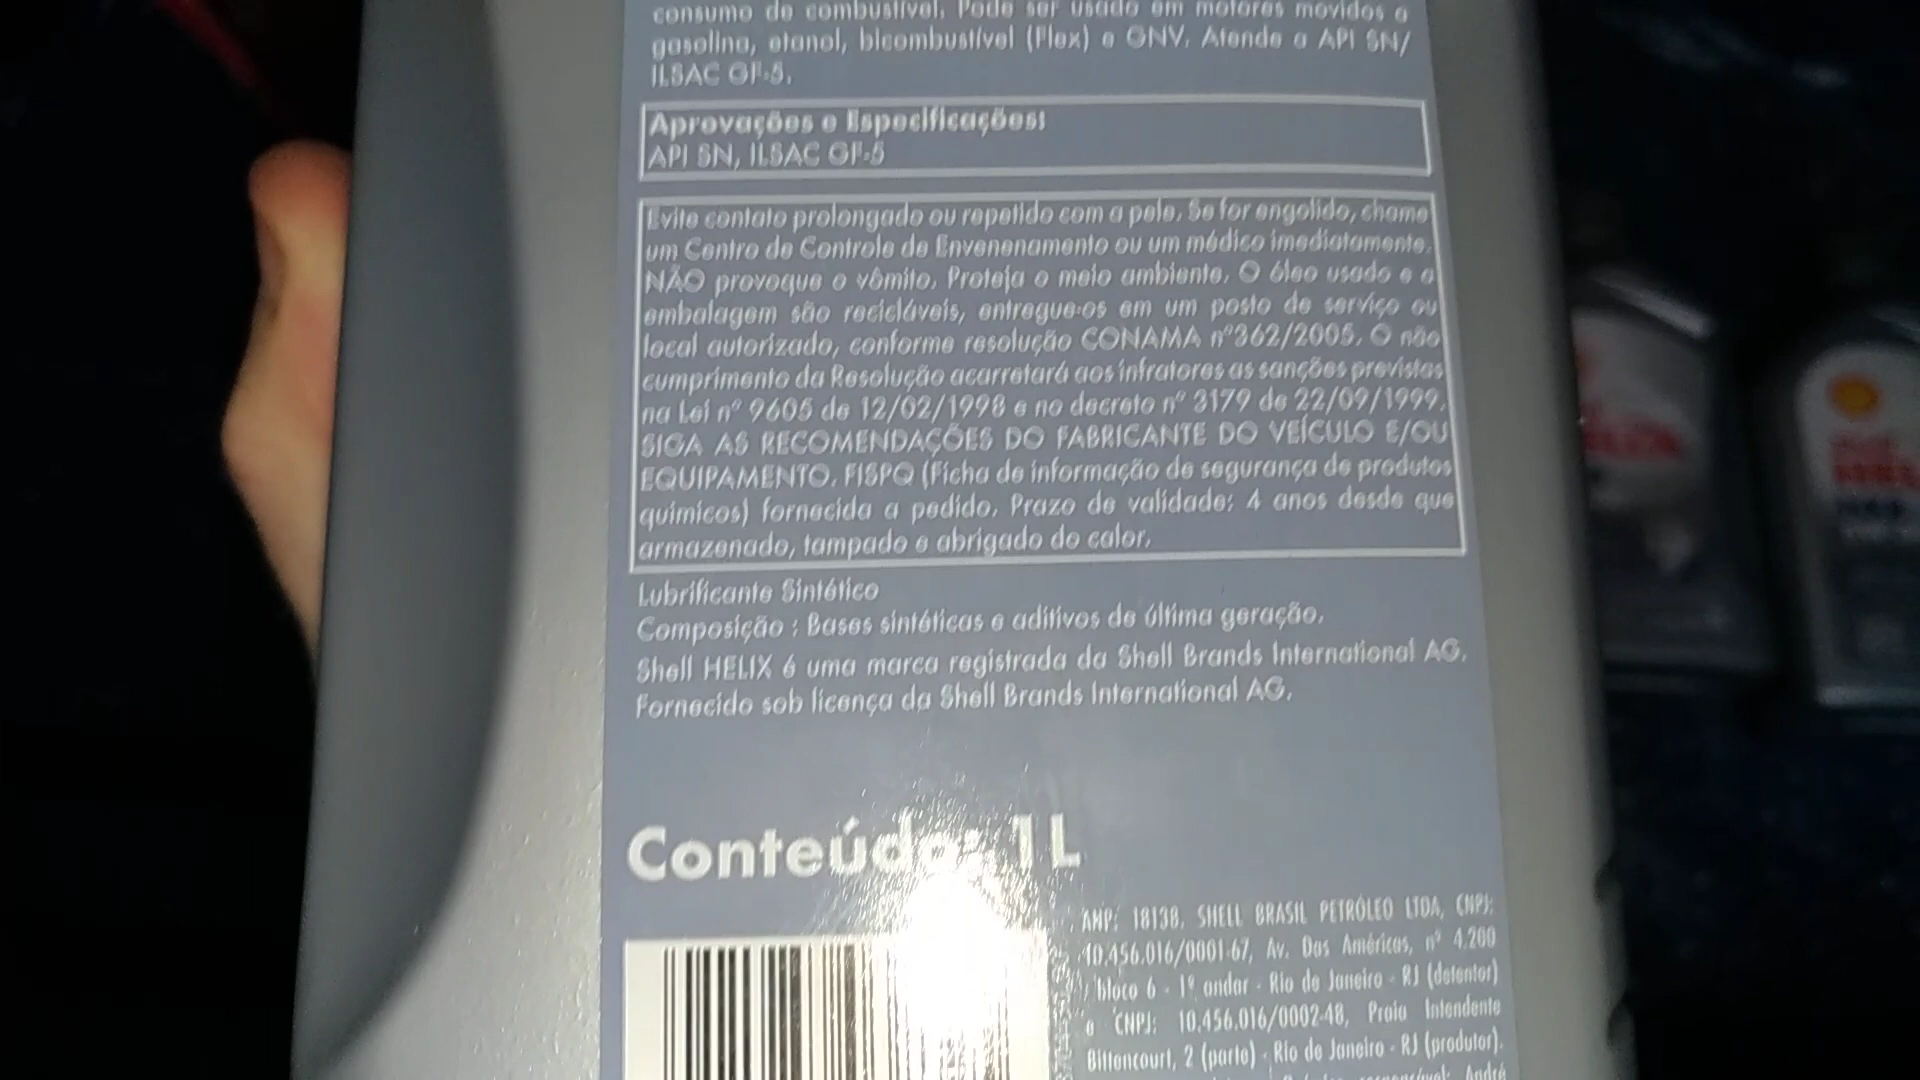 consumo de combustível. Pode ser usado em motores movidos a
gasolina, etanol, bicombustível (Flex) e GNV. Atende a API SN/
ILSAC GF-5.
Aprovações e Especificações:
API SN, ILSAC GF-5
Evite contato prolongado ou repetido com a pele. Se for engolido, chame
um Centro de Controle de Envenenamento ou um médico imediatamente.
NÃO provoque o vômito. Proteja o meio ambiente. O óleo usado e a
embalagem são recicláveis, entregue-os em um posto de serviço ou
local autorizado, conforme resolução CONAMA nº362/2005. O não
cumprimento da Resolução acarretará aos infratores as sanções previstas
na Lei nº 9605 de 12/02/1998 e no decreto nº 3179 de 22/09/1999.
SIGA AS RECOMENDAÇÕES DO FABRICANTE DO VEÍCULO E/OU
EQUIPAMENTO. FISPQ (Ficha de informação de segurança de produtos
químicos) fornecida a pedido. Prazo de validade: 4 anos desde que
armazenado, tampado e abrigado do calor.
Lubrificante Sintético
Composição : Bases sintéticas e aditivos de última geração.
Shell HELIX é uma marca registrada da Shell Brands International AG.
Fornecido sob licença da Shell Brands International AG.
Conteúdo: 1L
ANP: 18138. SHELL BRASIL PETRÓLEO LTDA, CNPJ:
10.456.016/0001-67, Av. Das Américas, nº 4.200
bloco 6 - 1º andar - Rio de Janeiro - RJ (detentor)
e CNPJ: 10.456.016/0002-48, Praia Intendente
Bittencourt, 2 (parte) - Rio de Janeiro - RJ (produtor).
André